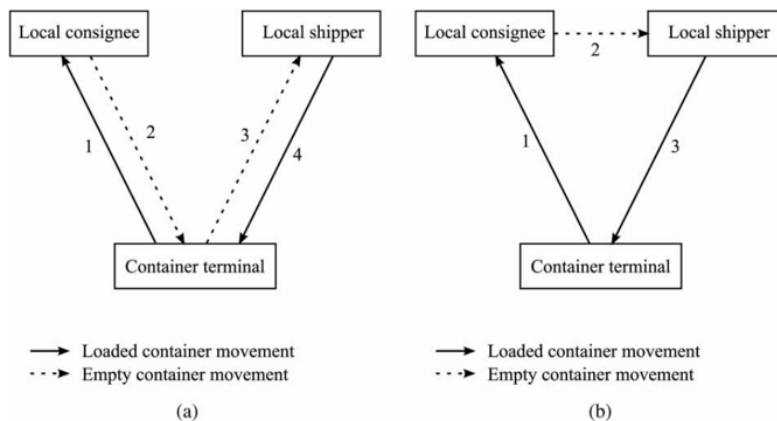 Local consignee
Local shipper
1
2
3
4
Container terminal
Loaded container movement
Empty container movement
(a)
Local consignee
Local shipper
2
1
3
Container terminal
Loaded container movement
Empty container movement
(b)